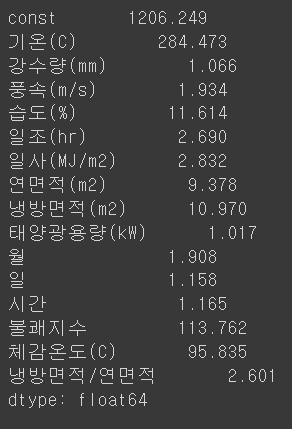 const 1206.249
기온(C) 284.473
강수량(mm) 1.066
풍속(m/s) 1.934
습도(%) 11.614
일조(hr) 2.690
일사(MJ/m2) 2.832
연면적(m2) 9.378
냉방면적(m2) 10.970
태양광용량(kW) 1.017
월 1.908
일 1.158
시간 1.165
불쾌지수 113.762
체감온도(C) 95.835
냉방면적/연면적 2.601
dtype: float64